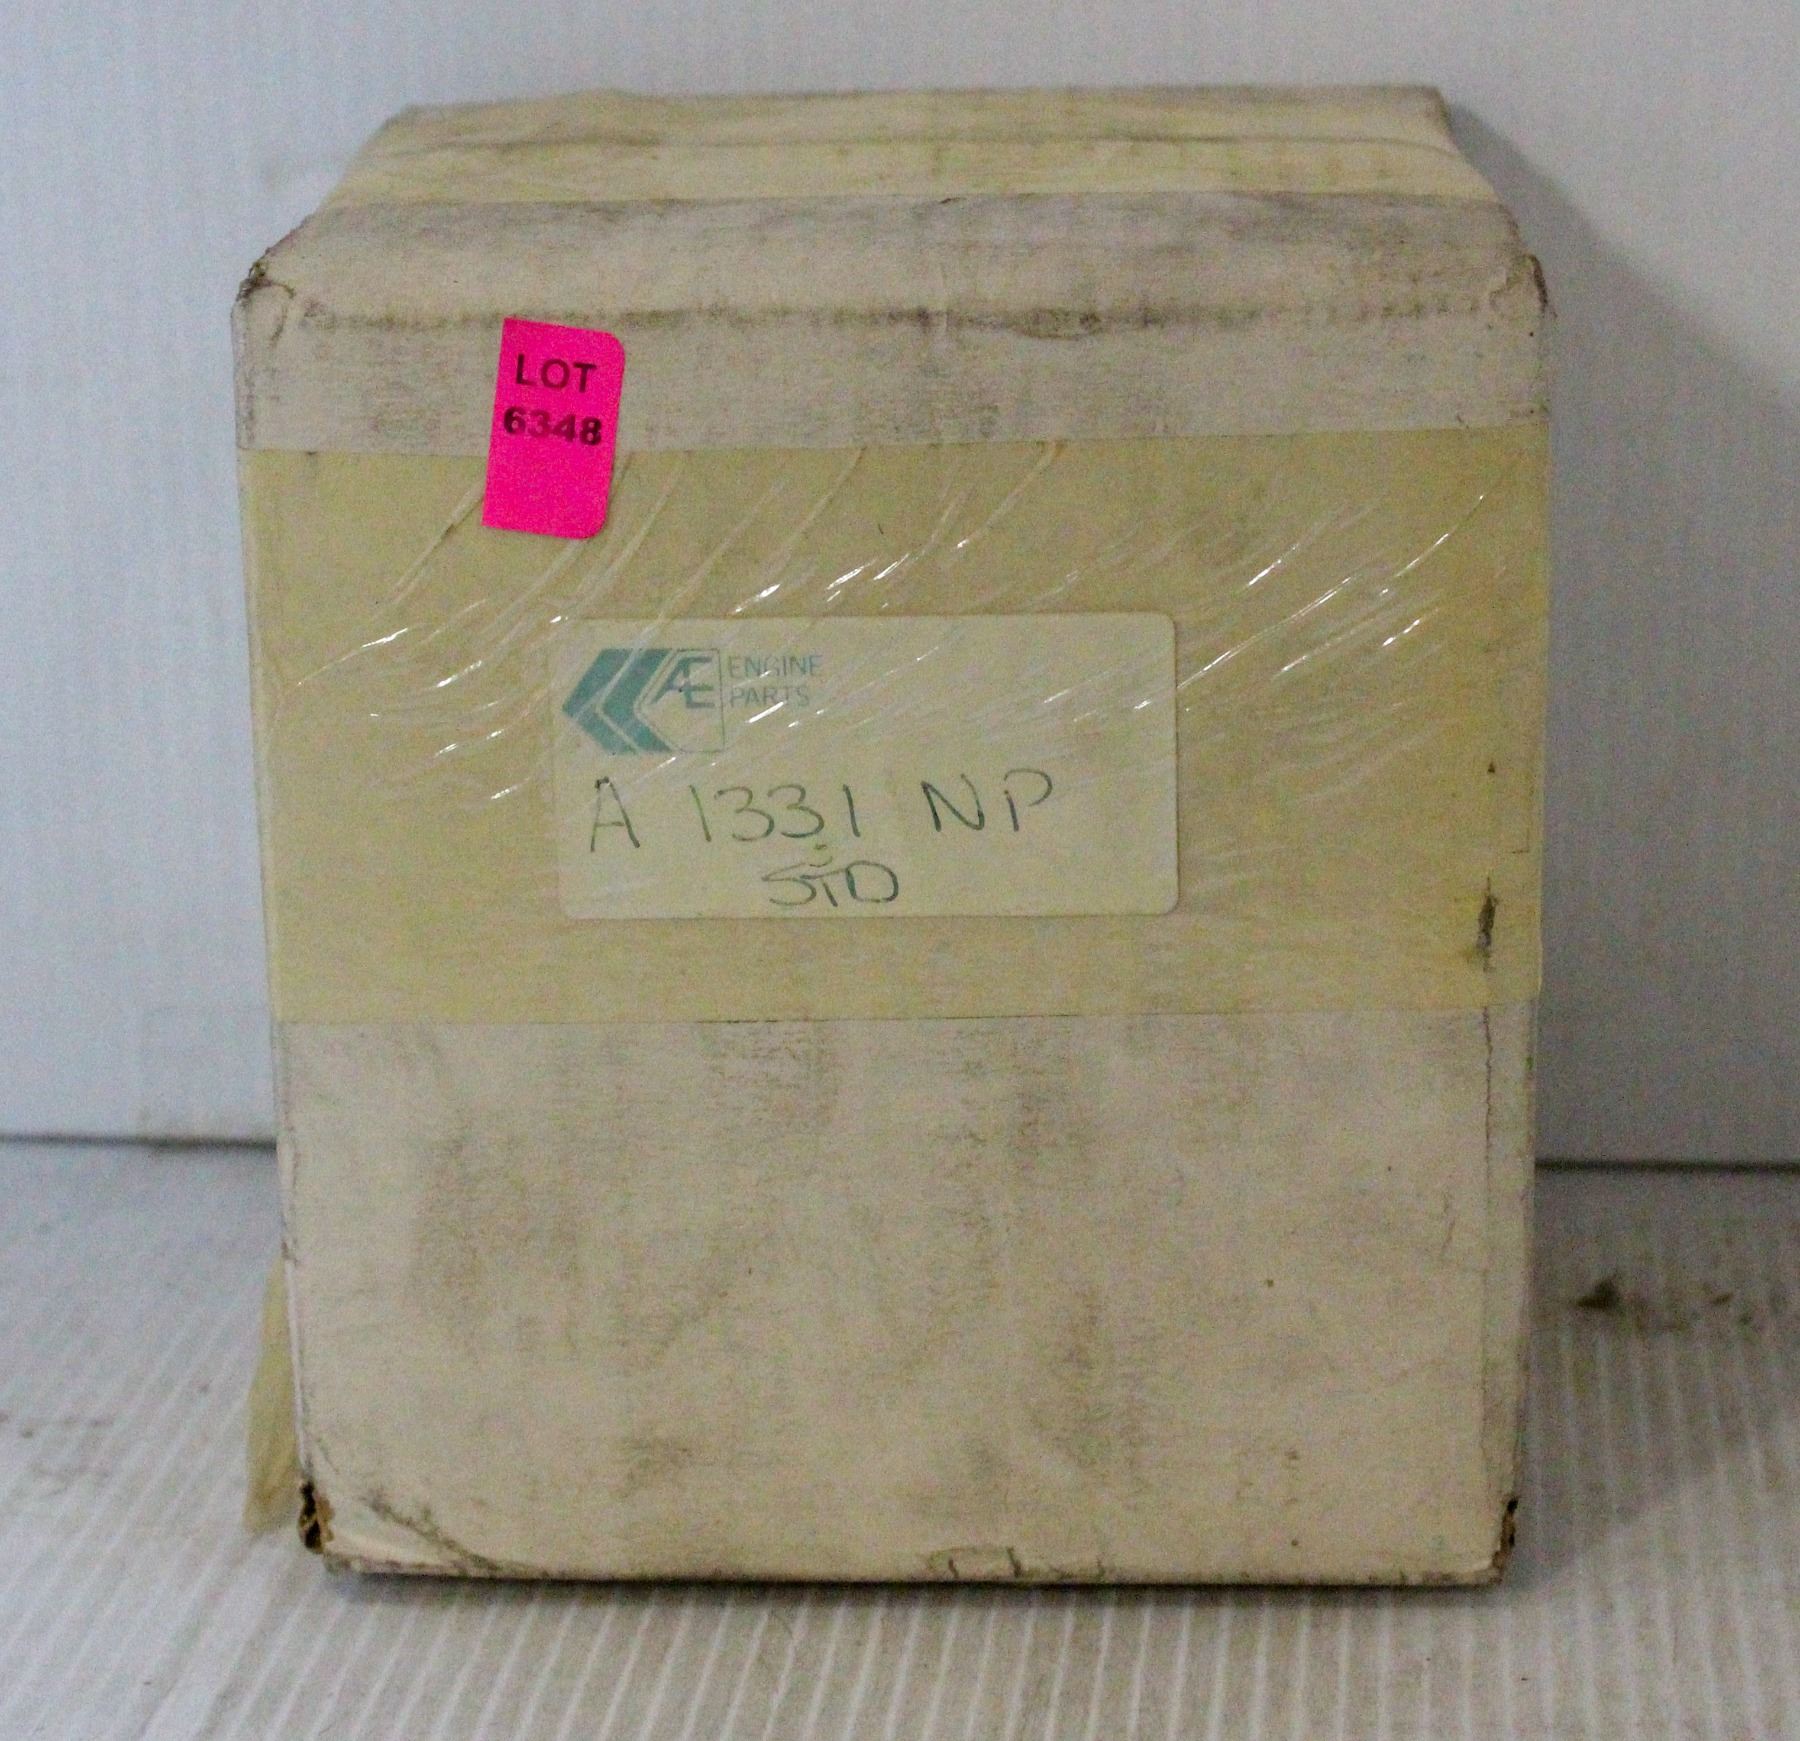 LOT
6348
AE ENGINE
PARTS
A 1331 NP
STD